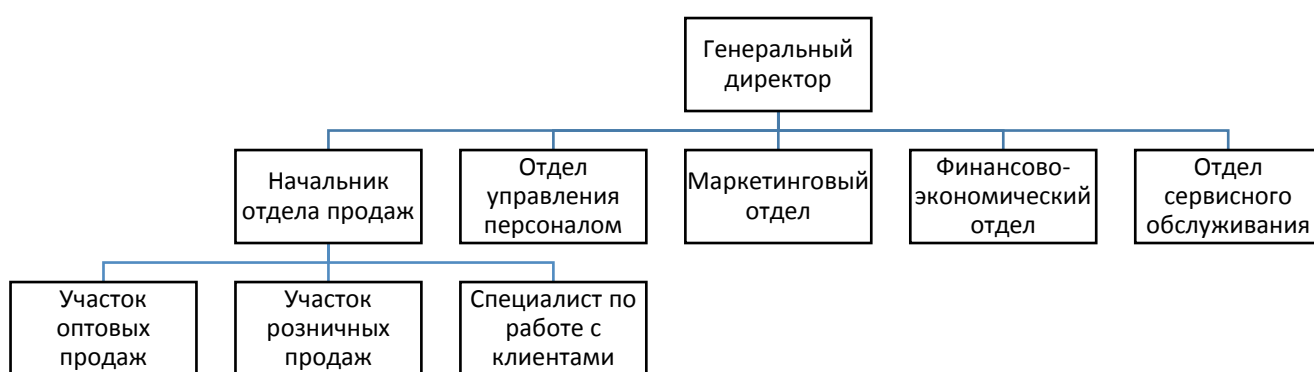 Генеральный
директор
Начальник
отдела продаж
Отдел
управления
персоналом
Маркетинговый
отдел
Финансово-
экономический
отдел
Отдел
сервисного
обслуживания
Участок
оптовых
продаж
Участок
розничных
продаж
Специалист по
работе с
клиентами